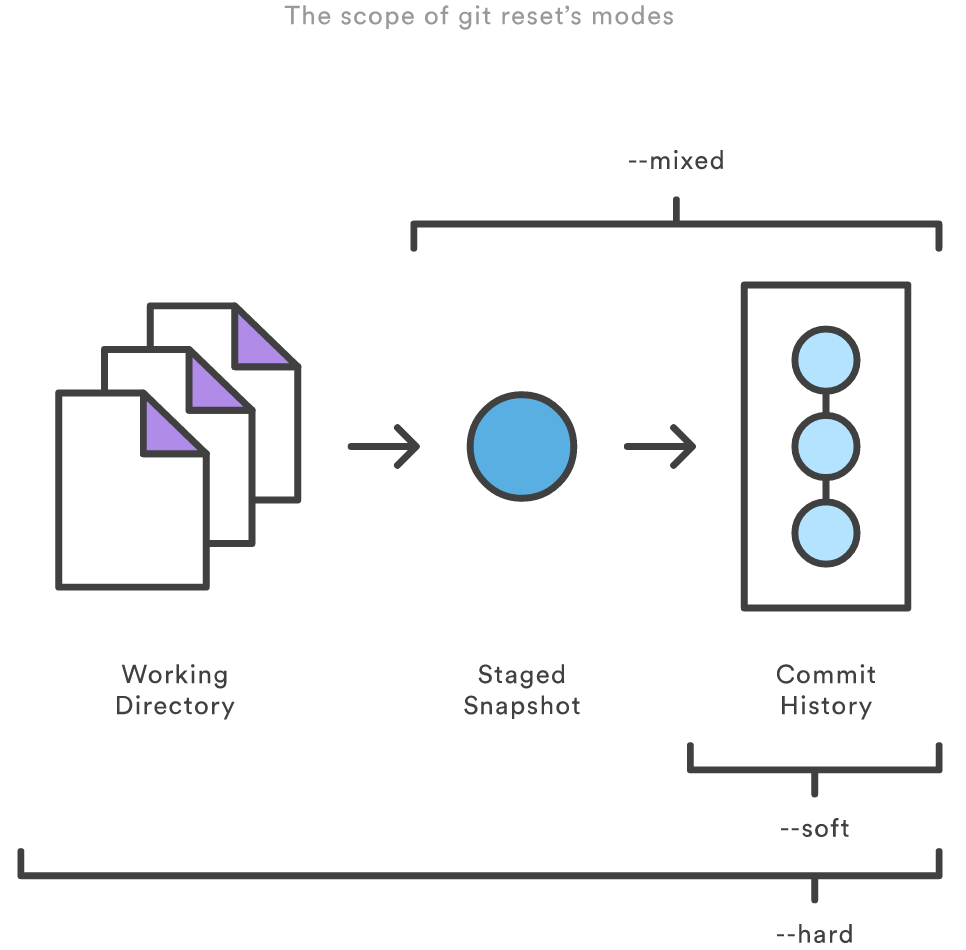 The scope of git reset’s modes
--mixed
Working
Directory
Staged
Snapshot
Commit
History
--soft
--hard